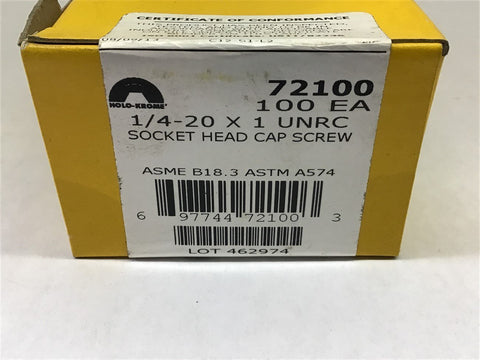 CERTIFICATE OF CONFORMANCE
HOLO-KROME
72100
100 EA
1/4-20 X 1 UNRC
SOCKET HEAD CAP SCREW
ASME B18.3 ASTM A574
6 97744 72100 3
LOT 462974